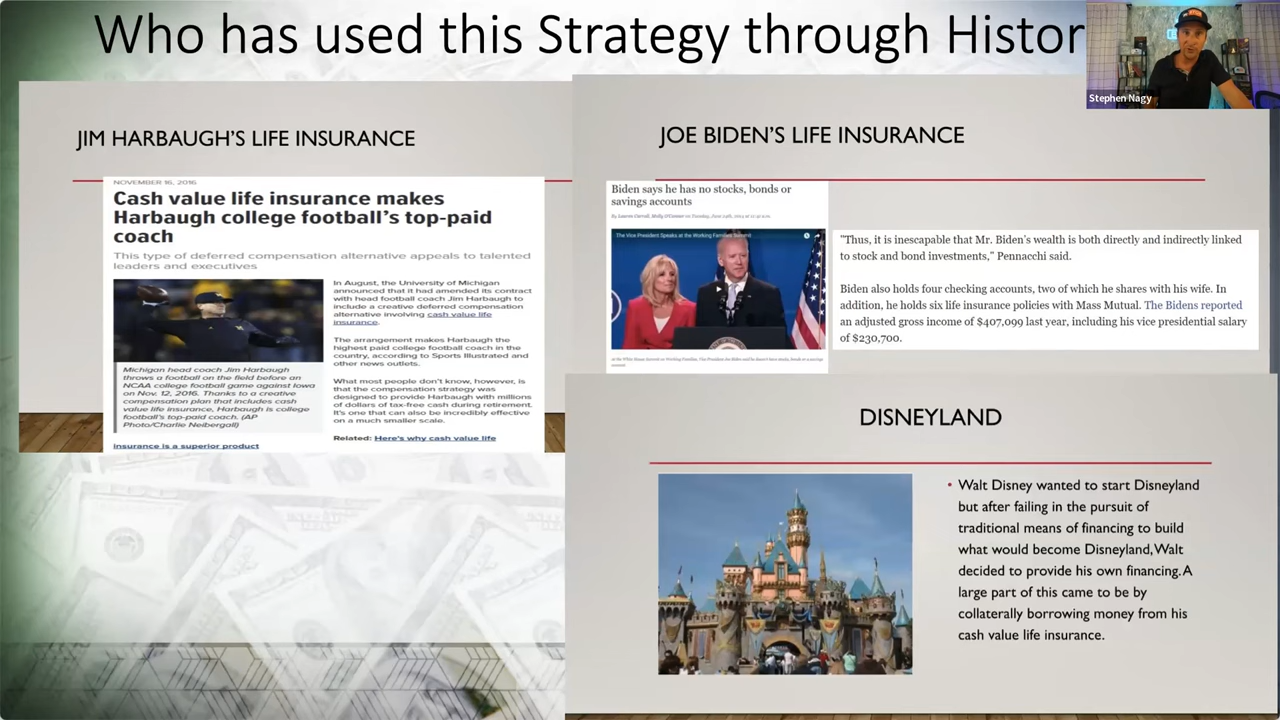 Who has used this Strategy through Histor
Stephen Nagy
JIM HARBAUGH'S LIFE INSURANCE
NOVEMBER 16, 2016
Cash value life insurance makes
Harbaugh college football's top-paid
coach
This type of deferred compensation alternative appeals to talented
leaders and executives
In August, the University of Michigan
announced that it had amended its contract
with head football coach Jim Harbaugh to
include a creative deferred compensation
alternative involving cash value life
insurance.
The arrangement makes Harbaugh the
highest paid college football coach in the
country, according to Sports Illustrated and
other news outlets.
What most people don't know, however, is
that the compensation strategy was
designed to provide Harbaugh with millions
of dollars of tax-free cash during retirement.
It's one that can also be incredibly effective
on a much smaller scale.
Related: Here's why cash value life
Michigan head coach Jim Harbaugh
throws a football on the field before an
NCAA college football game against Iowa
on Nov. 12, 2016. Thanks to a creative
compensation plan that includes cash
value life insurance, Harbaugh is college
football's top-paid coach. (AP
Photo/Charlie Neibergall)
insurance is a superior product
JOE BIDEN'S LIFE INSURANCE
Biden says he has no stocks, bonds or
savings accounts
The Vice President Speaks at the Working Families Summit
"Thus, it is inescapable that Mr. Biden's wealth is both directly and indirectly linked
to stock and bond investments," Pennacchi said.
Biden also holds four checking accounts, two of which he shares with his wife. In
addition, he holds six life insurance policies with Mass Mutual. The Bidens reported
an adjusted gross income of $407,099 last year, including his vice presidential salary
of $230,700.
DISNEYLAND
• Walt Disney wanted to start Disneyland
but after failing in the pursuit of
traditional means of financing to build
what would become Disneyland, Walt
decided to provide his own financing. A
large part of this came to be by
collaterally borrowing money from his
cash value life insurance.